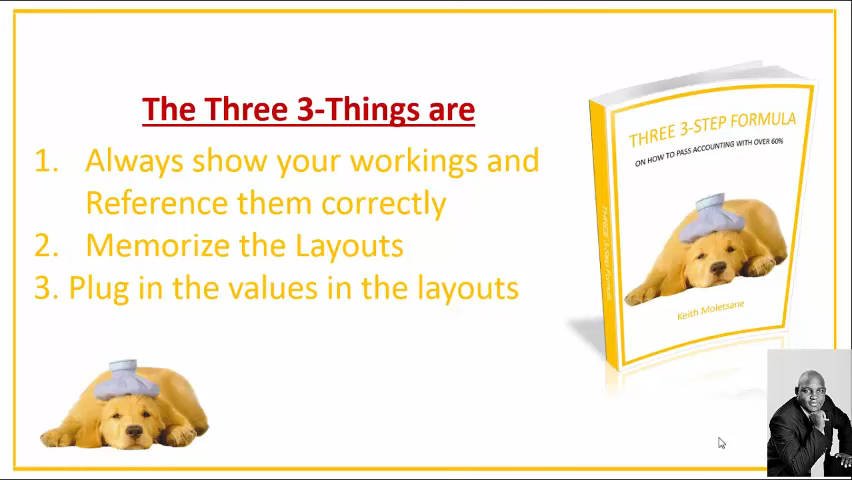 The Three 3-Things are
1. Always show your workings and
Reference them correctly
2. Memorize the Layouts
3. Plug in the values in the layouts
THREE 3-STEP FORMULA
ON HOW TO PASS ACCOUNTING WITH OVER 60%
Keith Moletsane